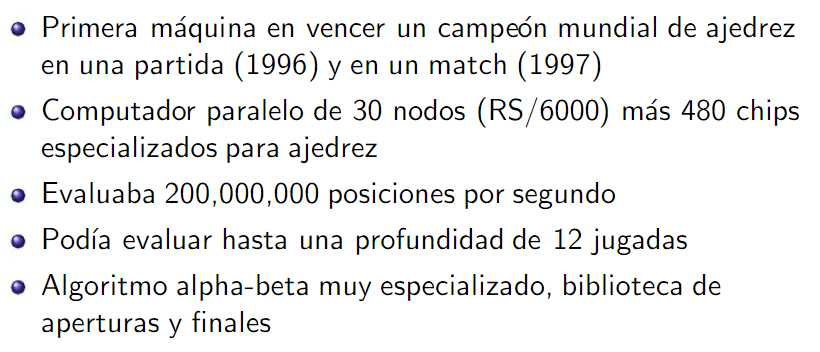 Primera máquina en vencer un campeón mundial de ajedrez
en una partida (1996) y en un match (1997)
Computador paralelo de 30 nodos (RS/6000) más 480 chips
especializados para ajedrez
Evaluaba 200,000,000 posiciones por segundo
Podía evaluar hasta una profundidad de 12 jugadas
Algoritmo alpha-beta muy especializado, biblioteca de
aperturas y finales